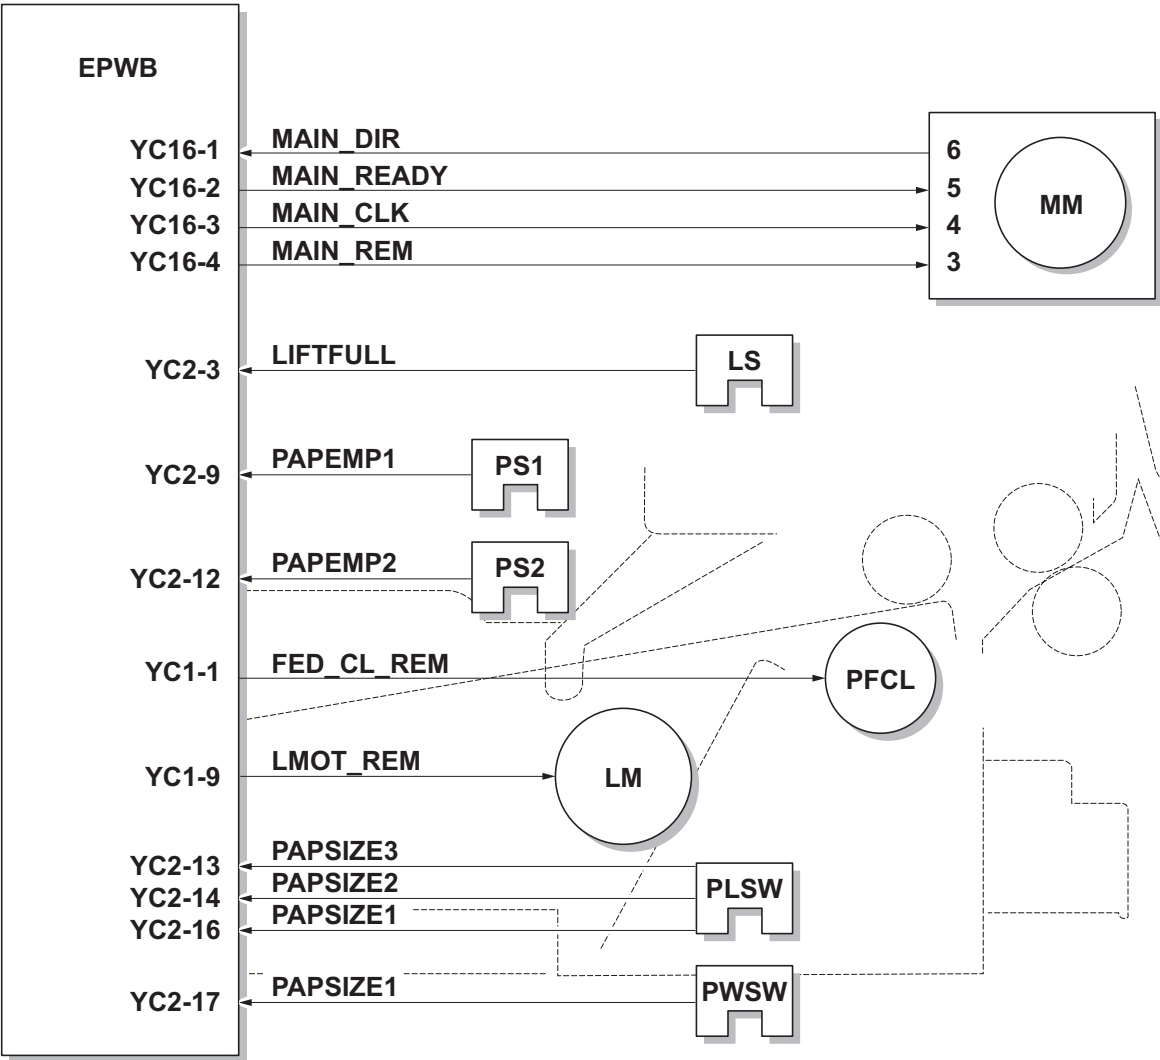 EPWB
YC16-1 MAIN_DIR 6
YC16-2 MAIN_READY 5 MM
YC16-3 MAIN_CLK 4
YC16-4 MAIN_REM 3
YC2-3 LIFTFULL LS
YC2-9 PAPEMP1 PS1
YC2-12 PAPEMP2 PS2
YC1-1 FED_CL_REM PFCL
YC1-9 LMOT_REM LM
YC2-13 PAPSIZE3
YC2-14 PAPSIZE2 PLSW
YC2-16 PAPSIZE1
YC2-17 PAPSIZE1 PWSW